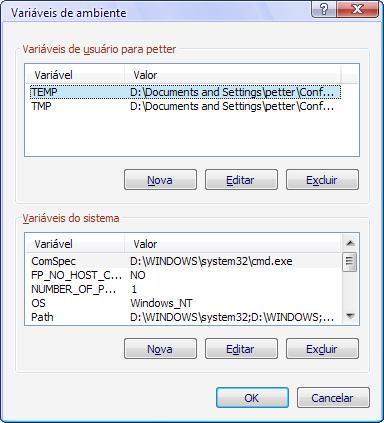 Variáveis de ambiente
Variáveis de usuário para petter
Variável Valor
TEMP D:\Documents and Settings\petter\Conf...
TMP D:\Documents and Settings\petter\Conf...
Nova Editar Excluir
Variáveis do sistema
Variável Valor
ComSpec D:\WINDOWS\system32\cmd.exe
FP_NO_HOST_C... NO
NUMBER_OF_P... 1
OS Windows_NT
Path D:\WINDOWS\system32;D:\WINDOWS;...
Nova Editar Excluir
OK Cancelar